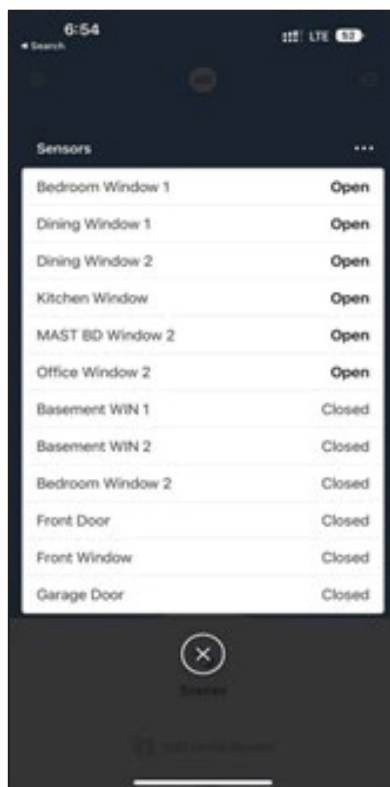 6:54
LTE 52
◂ Search
Sensors
Bedroom Window 1 Open
Dining Window 1 Open
Dining Window 2 Open
Kitchen Window Open
MAST BD Window 2 Open
Office Window 2 Open
Basement WIN 1 Closed
Basement WIN 2 Closed
Bedroom Window 2 Closed
Front Door Closed
Front Window Closed
Garage Door Closed
Scenes